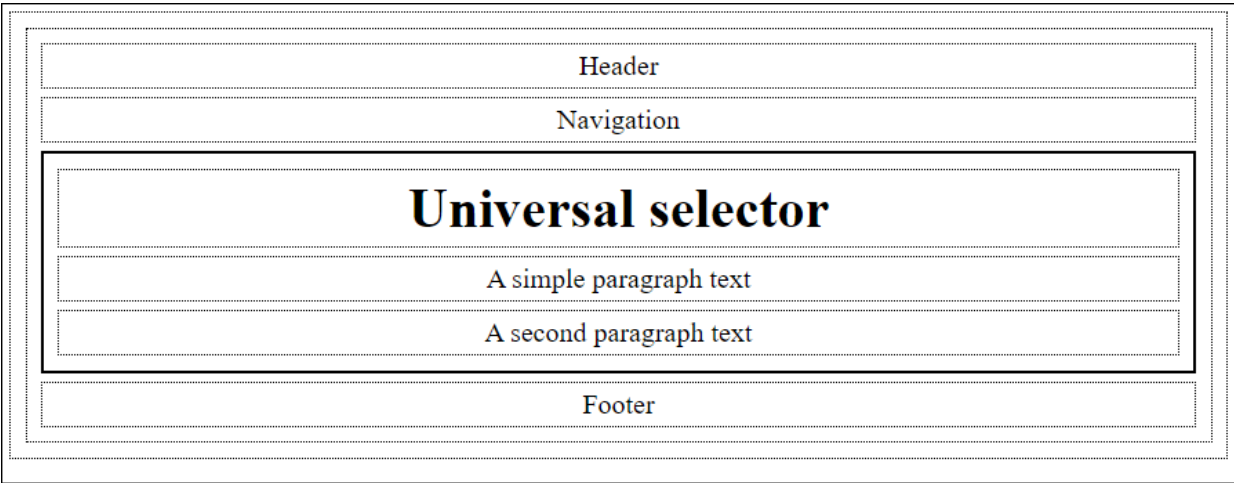 Header
Navigation
Universal selector
A simple paragraph text
A second paragraph text
Footer